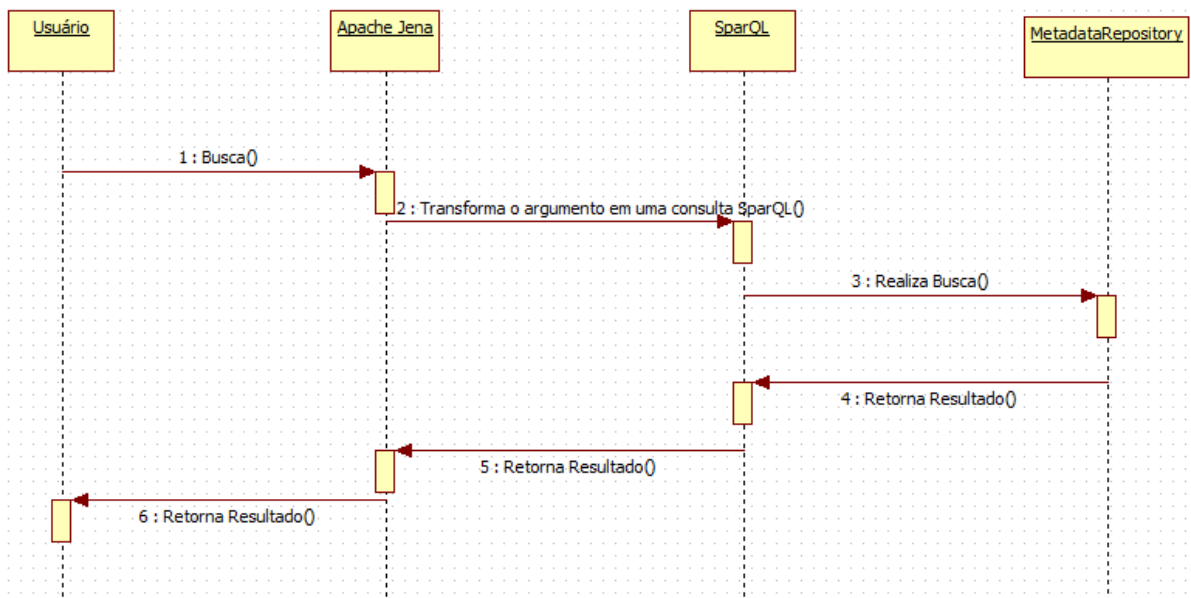 Usuário
Apache Jena
SparQL
MetadataRepository
1 : Busca()
2 : Transforma o argumento em uma consulta SparQL()
3 : Realiza Busca()
4 : Retorna Resultado()
5 : Retorna Resultado()
6 : Retorna Resultado()